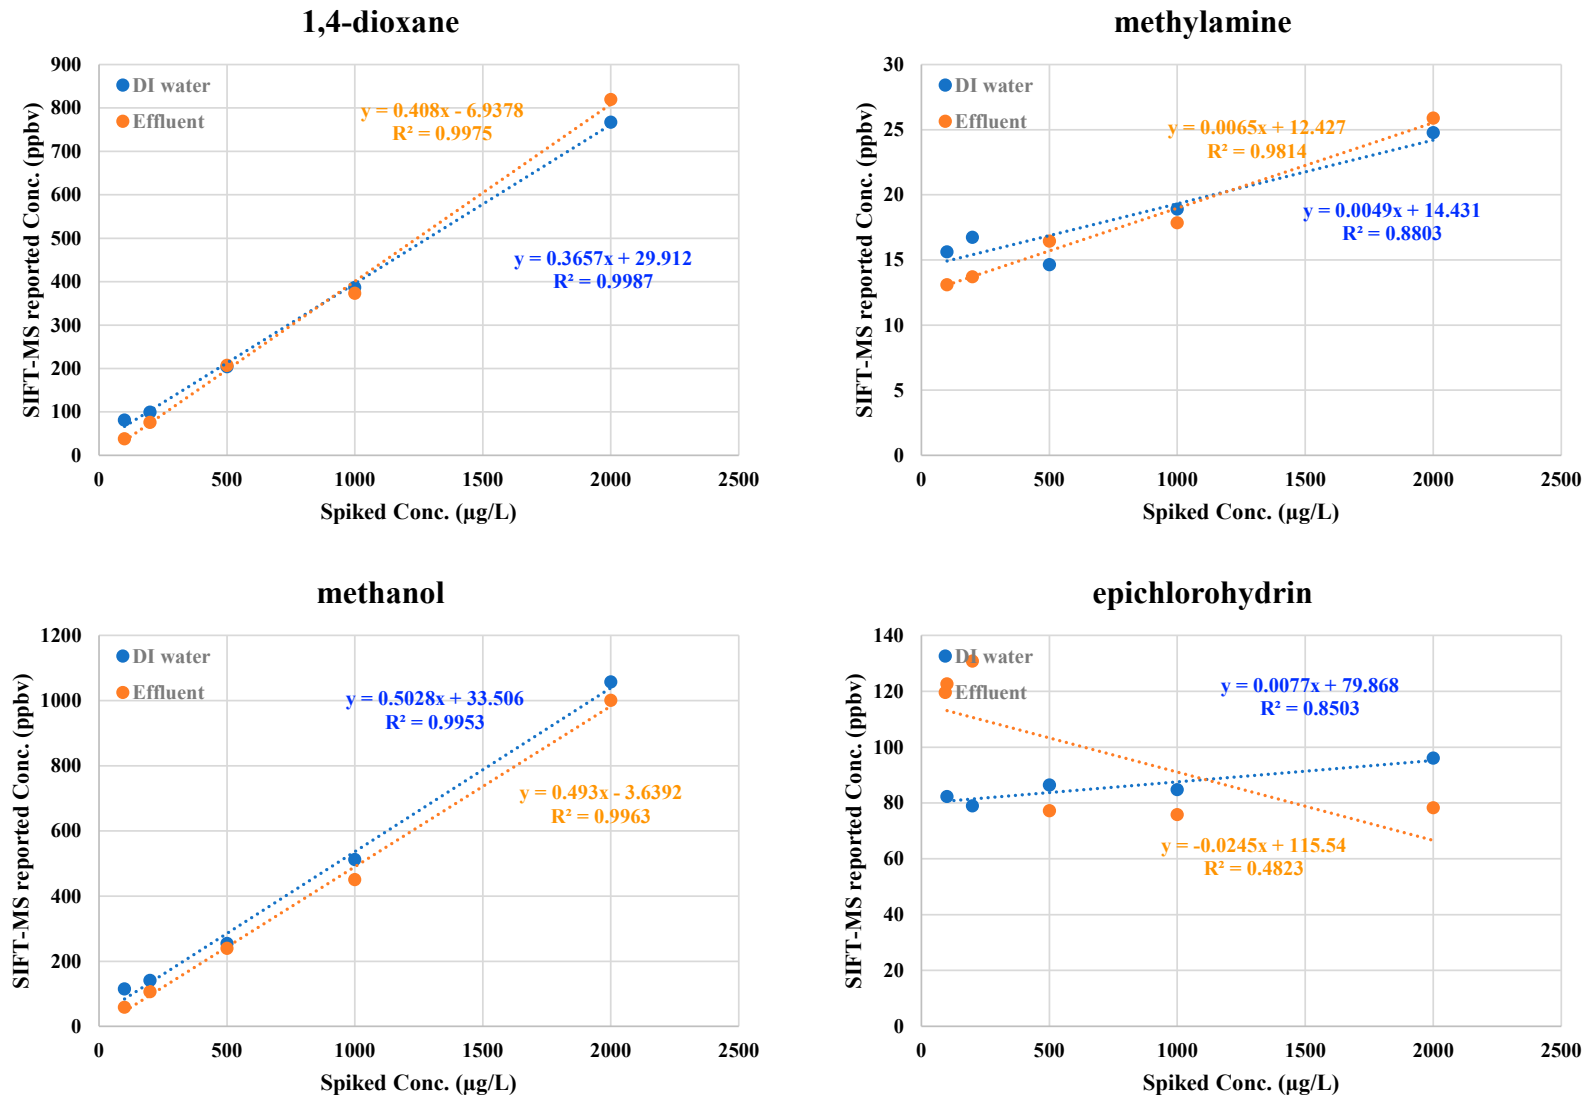 1,4-dioxane
SIFT-MS reported Conc. (ppbv)
900
800
700
600
500
400
300
200
100
0
DI water
Effluent
y = 0.408x - 6.9378
R² = 0.9975
y = 0.3657x + 29.912
R² = 0.9987
0 500 1000 1500 2000 2500
Spiked Conc. (µg/L)
methylamine
SIFT-MS reported Conc. (ppbv)
30
25
20
15
10
5
0
DI water
Effluent
y = 0.0065x + 12.427
R² = 0.9814
y = 0.0049x + 14.431
R² = 0.8803
0 500 1000 1500 2000 2500
Spiked Conc. (µg/L)
methanol
SIFT-MS reported Conc. (ppbv)
1200
1000
800
600
400
200
0
DI water
Effluent
y = 0.5028x + 33.506
R² = 0.9953
y = 0.493x - 3.6392
R² = 0.9963
0 500 1000 1500 2000 2500
Spiked Conc. (µg/L)
epichlorohydrin
SIFT-MS reported Conc. (ppbv)
140
120
100
80
60
40
20
0
DI water
Effluent
y = 0.0077x + 79.868
R² = 0.8503
y = -0.0245x + 115.54
R² = 0.4823
0 500 1000 1500 2000 2500
Spiked Conc. (µg/L)